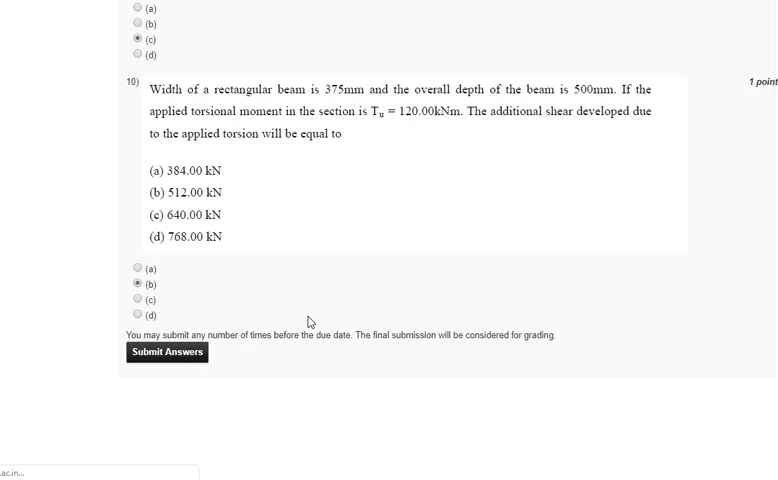 (a)
(b)
(c)
(d)
10)
1 point
Width of a rectangular beam is 375mm and the overall depth of the beam is 500mm. If the
applied torsional moment in the section is Tu = 120.00kNm. The additional shear developed due
to the applied torsion will be equal to
(a) 384.00 kN
(b) 512.00 kN
(c) 640.00 kN
(d) 768.00 kN
(a)
(b)
(c)
(d)
You may submit any number of times before the due date. The final submission will be considered for grading.
Submit Answers
.ac.in...